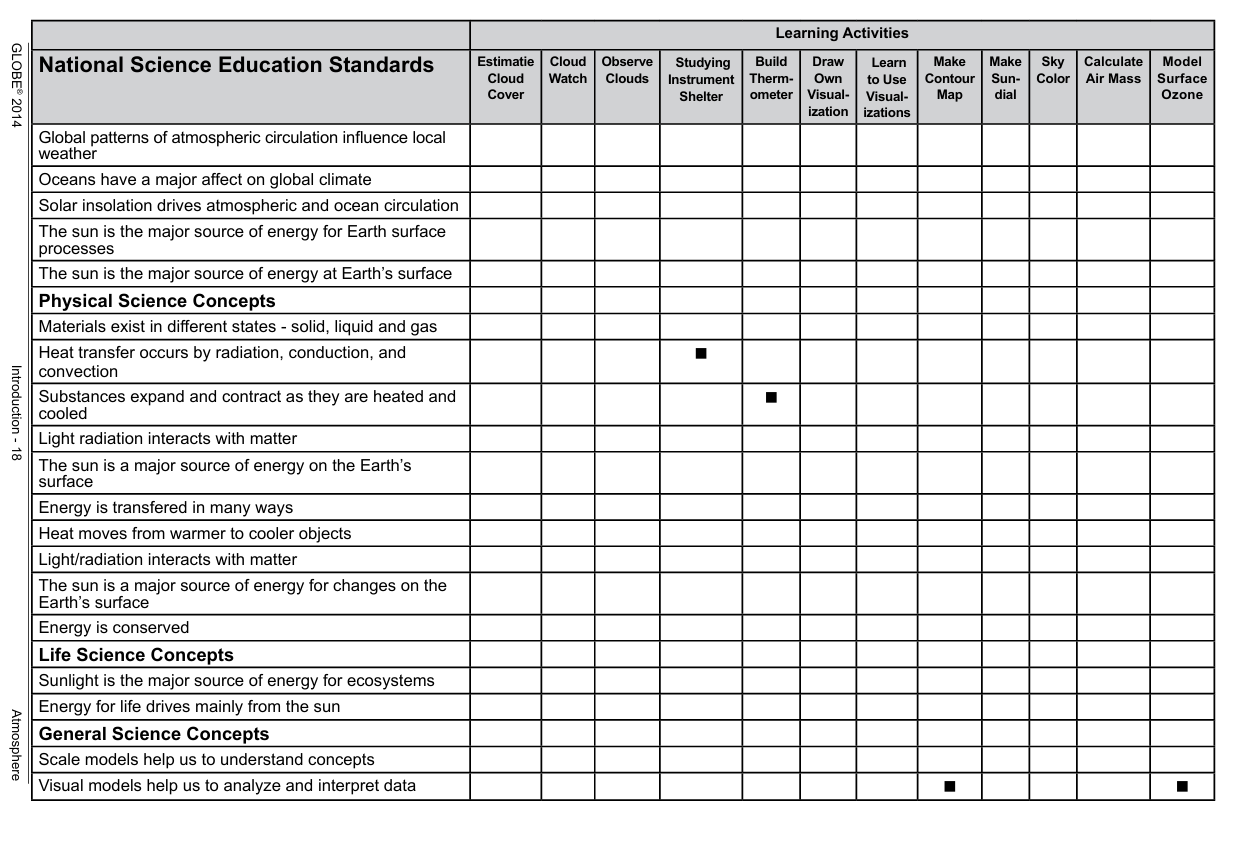 Learning Activities
National Science Education Standards
Estimatie
Cloud
Cover
Cloud
Watch
Observe
Clouds
Studying
Instrument
Shelter
Build
Therm-
ometer
Draw
Own
Visual-
ization
Learn
to Use
Visual-
izations
Make
Contour
Map
Make
Sun-
dial
Sky
Color
Calculate
Air Mass
Model
Surface
Ozone
Global patterns of atmospheric circulation influence local
weather
Oceans have a major affect on global climate
Solar insolation drives atmospheric and ocean circulation
The sun is the major source of energy for Earth surface
processes
The sun is the major source of energy at Earth’s surface
Physical Science Concepts
Materials exist in different states - solid, liquid and gas
Heat transfer occurs by radiation, conduction, and
convection
■
Substances expand and contract as they are heated and
cooled
■
Light radiation interacts with matter
The sun is a major source of energy on the Earth’s
surface
Energy is transfered in many ways
Heat moves from warmer to cooler objects
Light/radiation interacts with matter
The sun is a major source of energy for changes on the
Earth’s surface
Energy is conserved
Life Science Concepts
Sunlight is the major source of energy for ecosystems
Energy for life drives mainly from the sun
General Science Concepts
Scale models help us to understand concepts
Visual models help us to analyze and interpret data
■ ■
GLOBE® 2014
Introduction - 18
Atmosphere